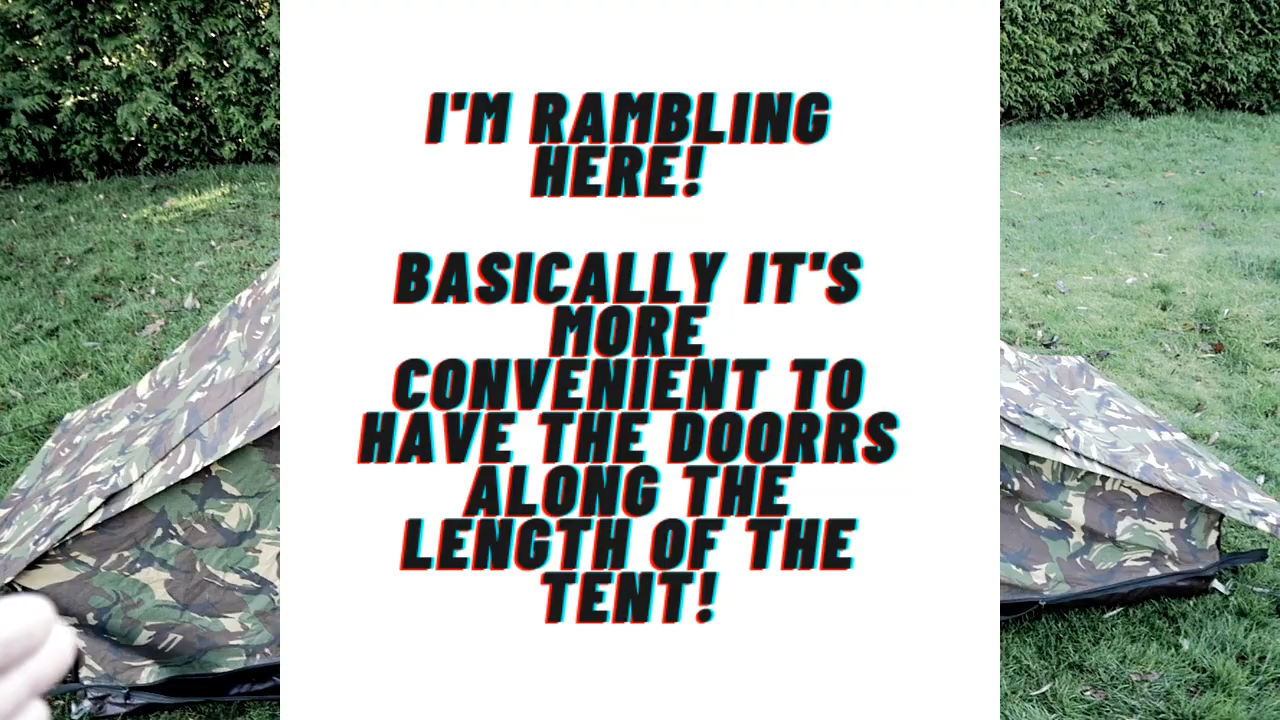 I'M RAMBLING
HERE!
BASICALLY IT'S
MORE
CONVENIENT TO
HAVE THE DOORRS
ALONG THE
LENGTH OF THE
TENT!